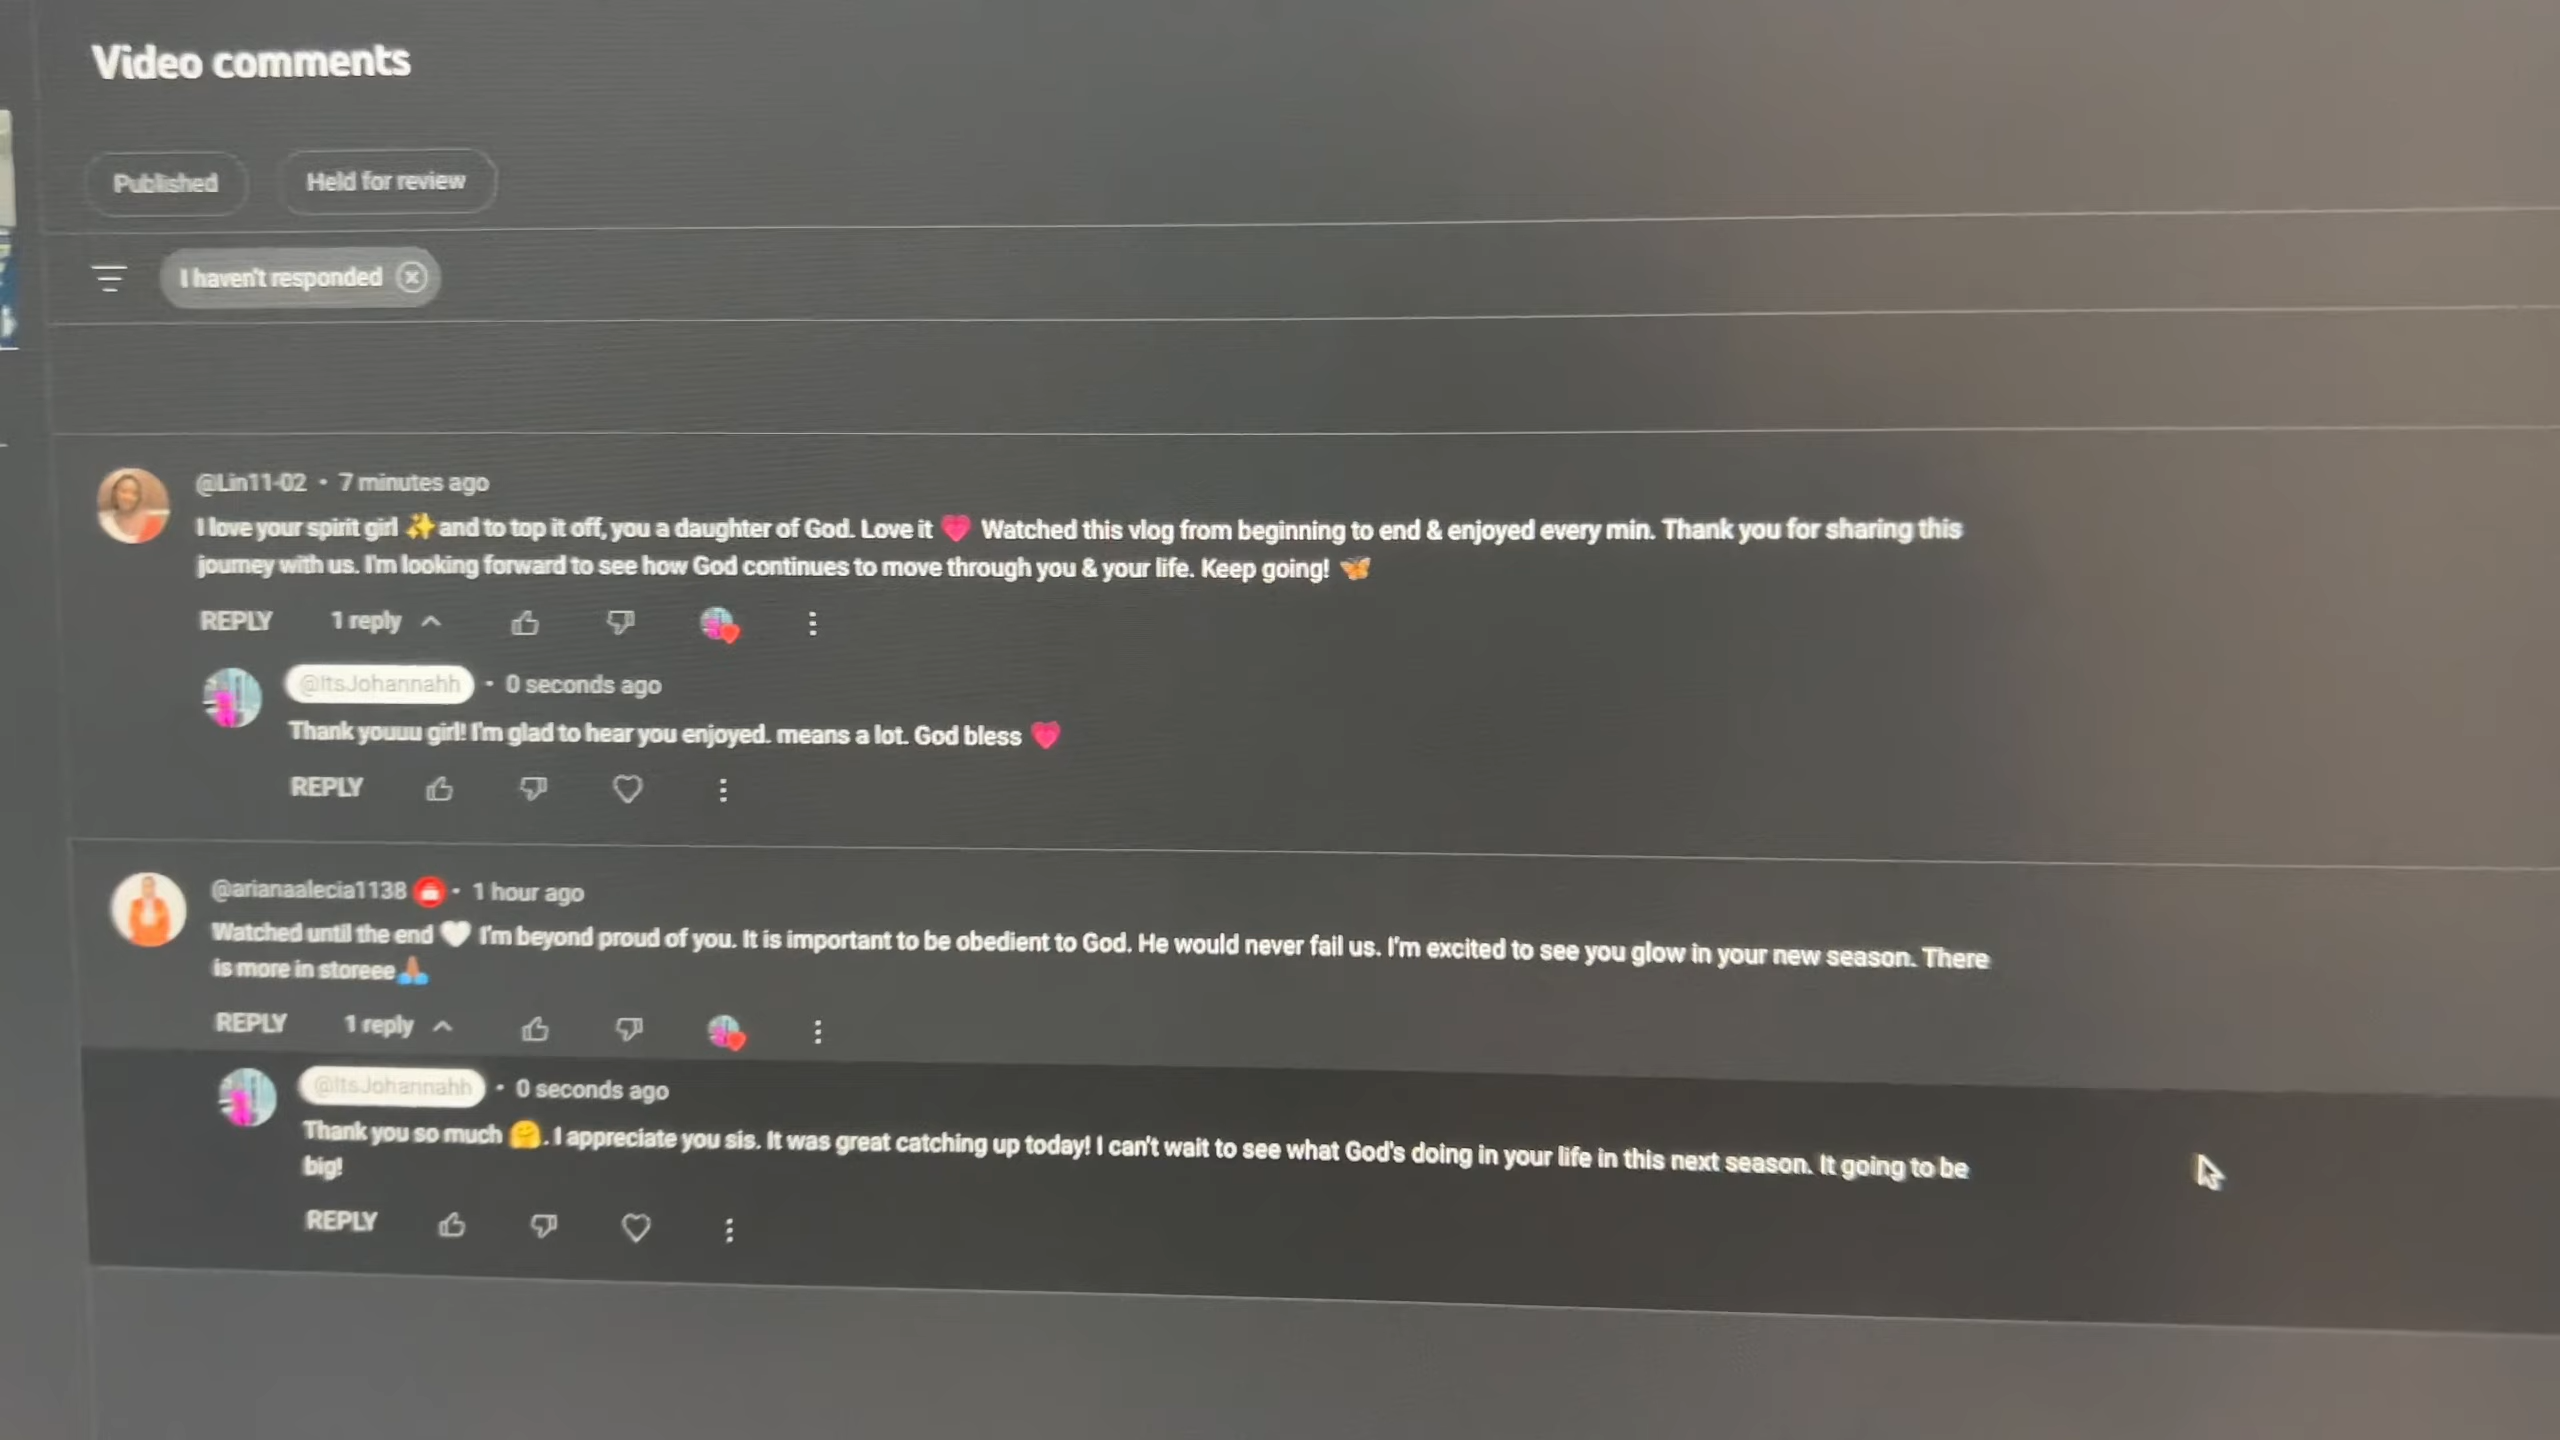 Video comments
Published
Held for review
I haven't responded
@Lin11-02 • 7 minutes ago
I love your spirit girl ✨ and to top it off, you a daughter of God. Love it 💗 Watched this vlog from beginning to end & enjoyed every min. Thank you for sharing this
journey with us. I'm looking forward to see how God continues to move through you & your life. Keep going! 🦋
REPLY 1 reply
@ItsJohannahh • 0 seconds ago
Thank youuu girl! I'm glad to hear you enjoyed. means a lot. God bless 💗
REPLY
@arianaalecia1138 • 1 hour ago
Watched until the end 🤍 I'm beyond proud of you. It is important to be obedient to God. He would never fail us. I'm excited to see you glow in your new season. There
is more in storeee 🙏🏽
REPLY 1 reply
@ItsJohannahh • 0 seconds ago
Thank you so much 🤗. I appreciate you sis. It was great catching up today! I can't wait to see what God's doing in your life in this next season. It going to be
big!
REPLY